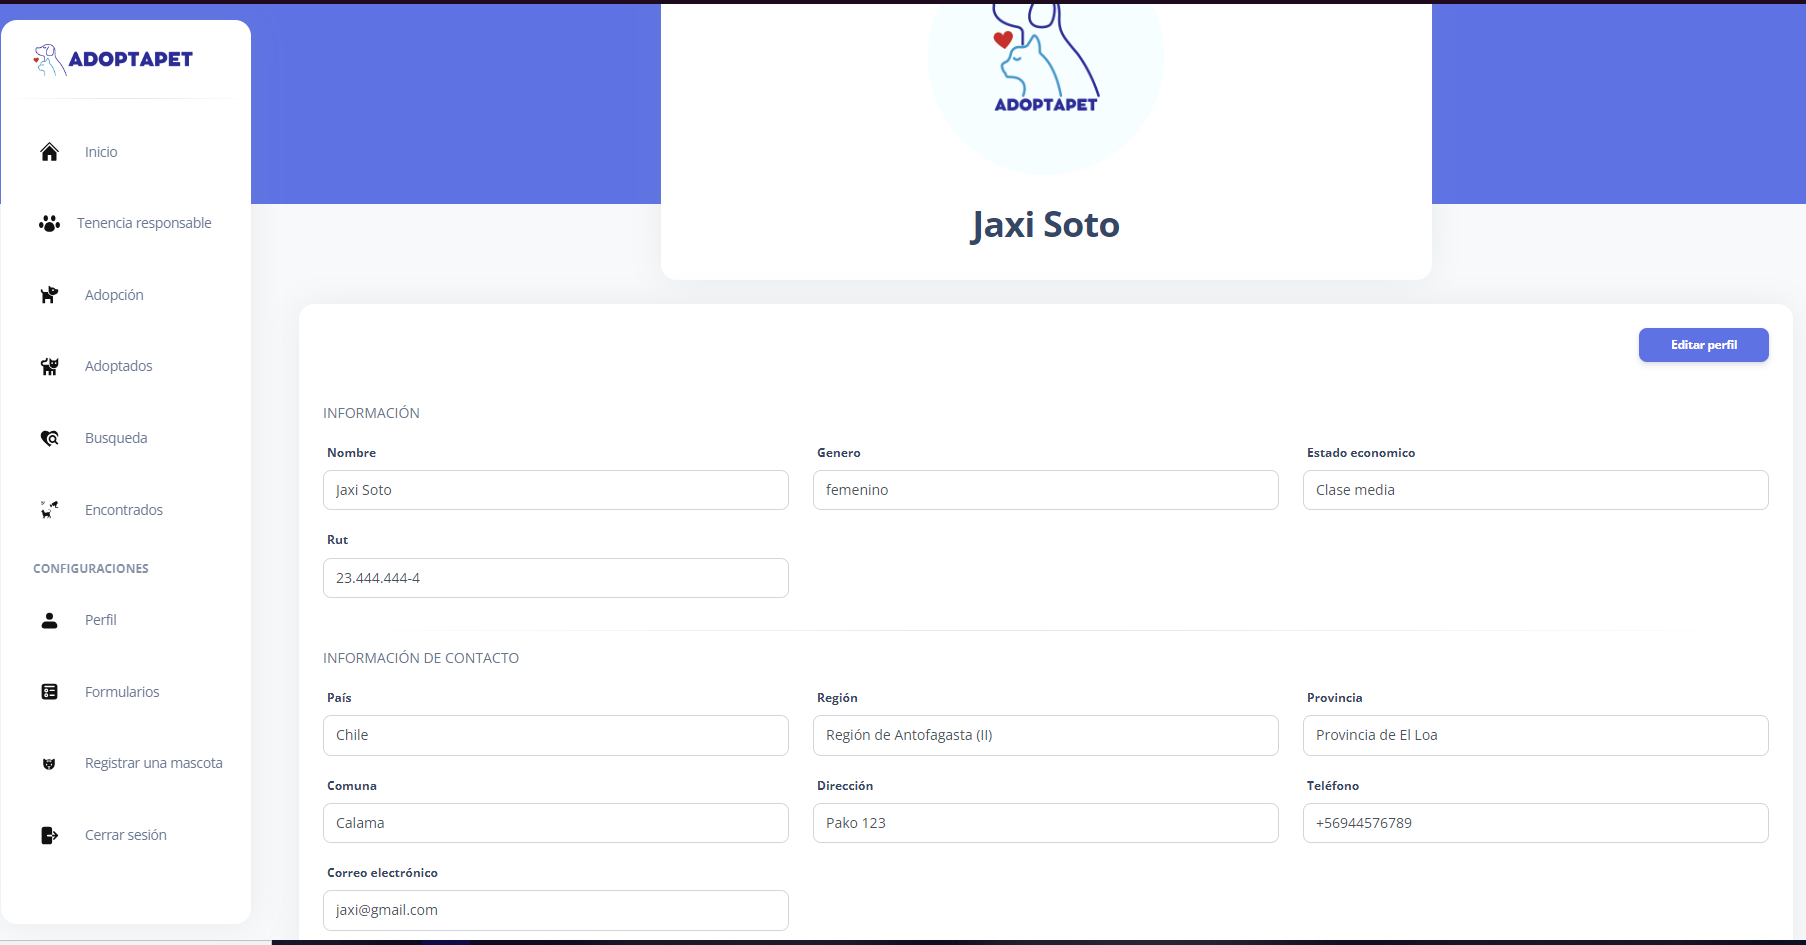 ADOPTAPET
Inicio
Tenencia responsable
Adopción
Adoptados
Busqueda
Encontrados
CONFIGURACIONES
Perfil
Formularios
Registrar una mascota
Cerrar sesión
ADOPTAPET
Jaxi Soto
Editar perfil
INFORMACIÓN
Nombre Genero Estado economico
Jaxi Soto femenino Clase media
Rut
23.444.444-4
INFORMACIÓN DE CONTACTO
País Región Provincia
Chile Región de Antofagasta (II) Provincia de El Loa
Comuna Dirección Teléfono
Calama Pako 123 +56944576789
Correo electrónico
jaxi@gmail.com